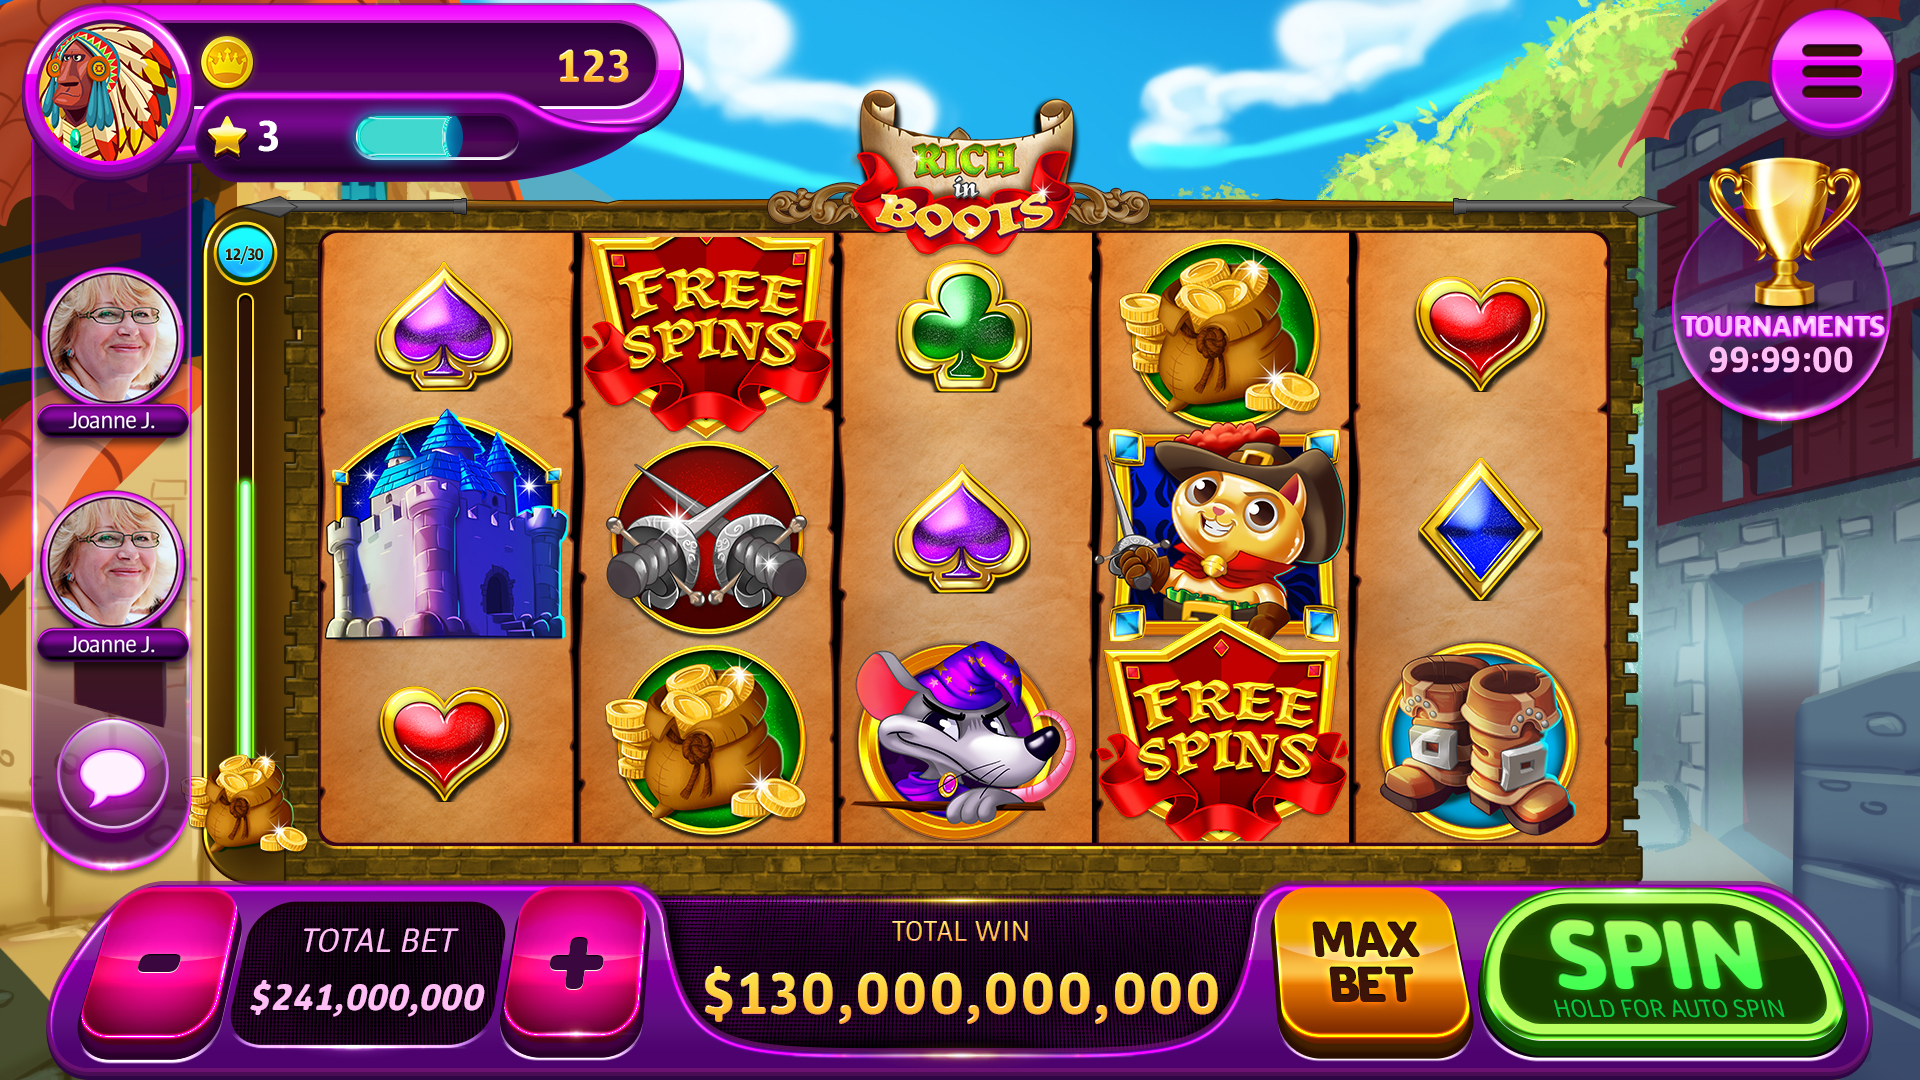 123
3
RICH
in
BOOTS
12/30
FREE
SPINS
Joanne J.
TOURNAMENTS
99:99:00
Joanne J.
FREE
SPINS
TOTAL BET
$241,000,000
TOTAL WIN
$130,000,000,000
MAX
BET
SPIN
HOLD FOR AUTO SPIN